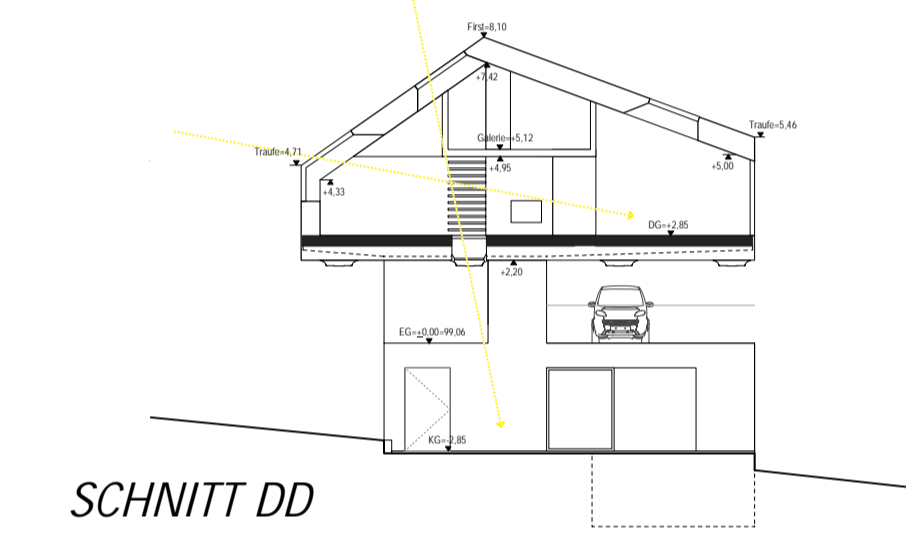 First=8,10
+7,42
Traufe=5,46
Galerie=+5,12
Traufe=4,71
+4,95
+5,00
+4,33
DG=+2,85
+2,20
EG=±0,00=99,06
KG=-2,85
SCHNITT DD